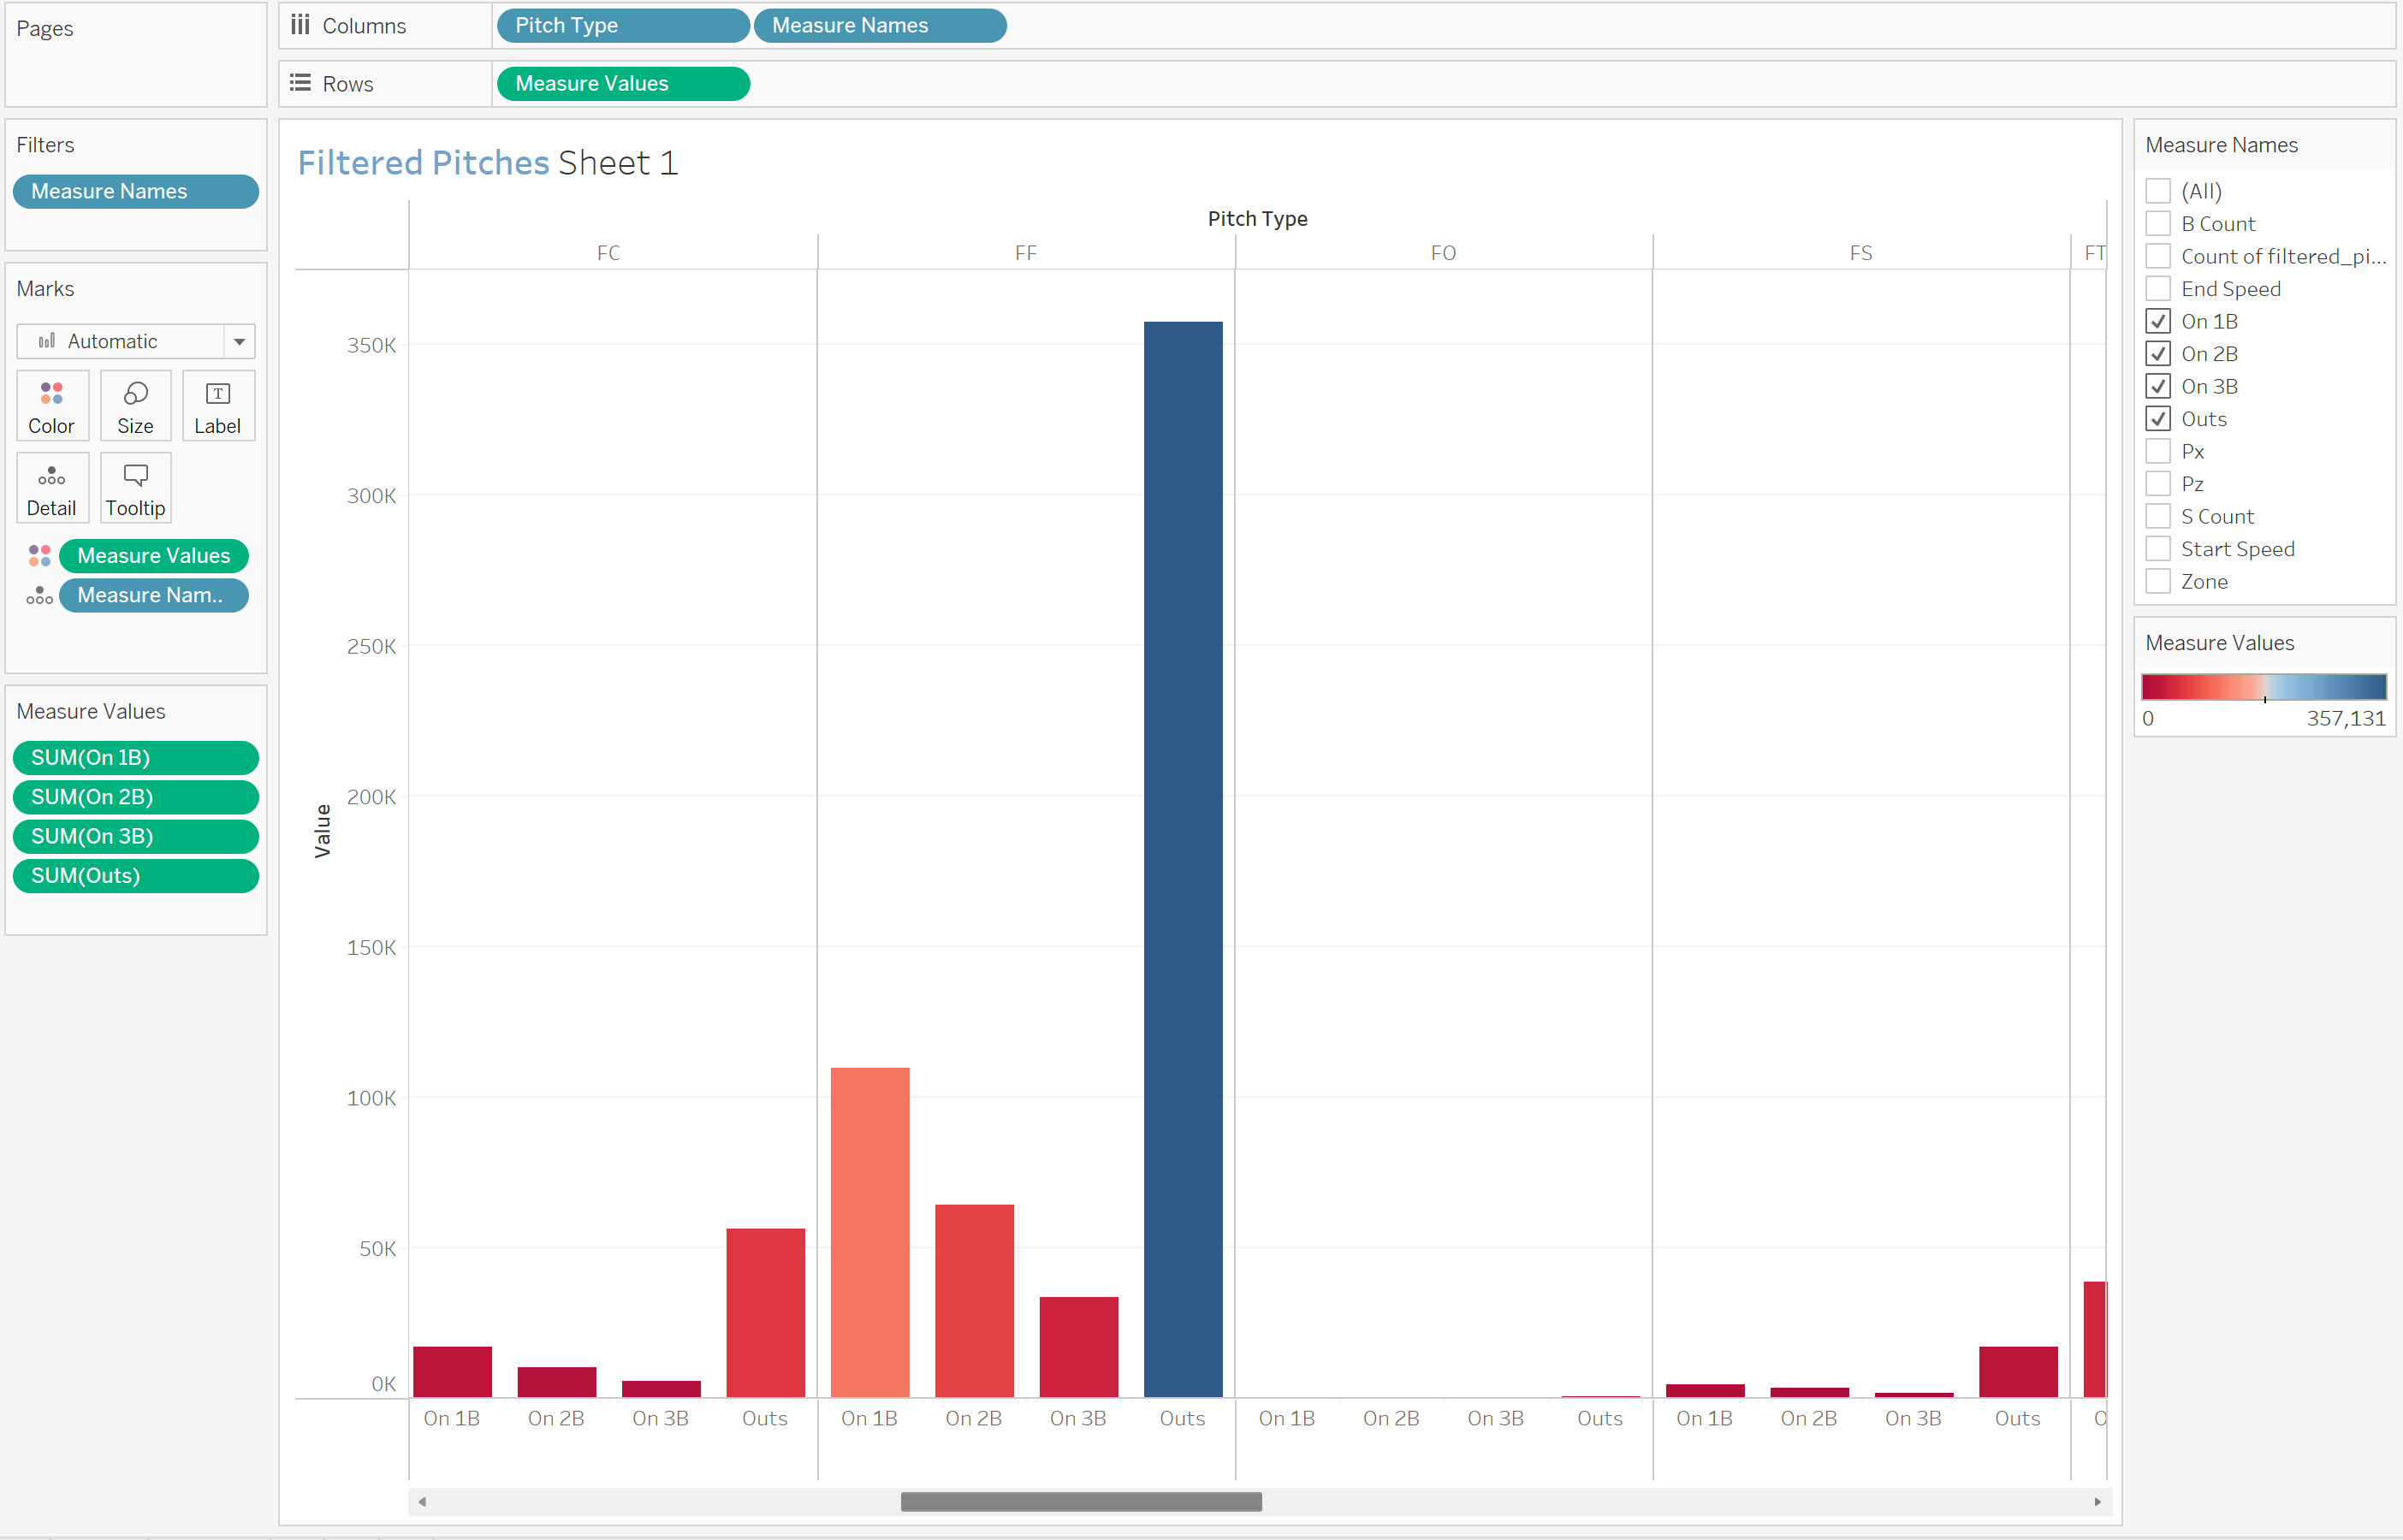 Pages
Columns Pitch Type Measure Names
Rows Measure Values
Filters
Measure Names
Marks
Automatic
Color Size Label
Detail Tooltip
Measure Values
Measure Nam..
Measure Values
SUM(On 1B)
SUM(On 2B)
SUM(On 3B)
SUM(Outs)
Filtered Pitches Sheet 1
Pitch Type
FC FF FO FS FT
350K
300K
250K
200K
150K
100K
50K
0K
Value
On 1B On 2B On 3B Outs On 1B On 2B On 3B Outs On 1B On 2B On 3B Outs On 1B On 2B On 3B Outs
Measure Names
(All)
B Count
Count of filtered_pi...
End Speed
On 1B
On 2B
On 3B
Outs
Px
Pz
S Count
Start Speed
Zone
Measure Values
0 357,131